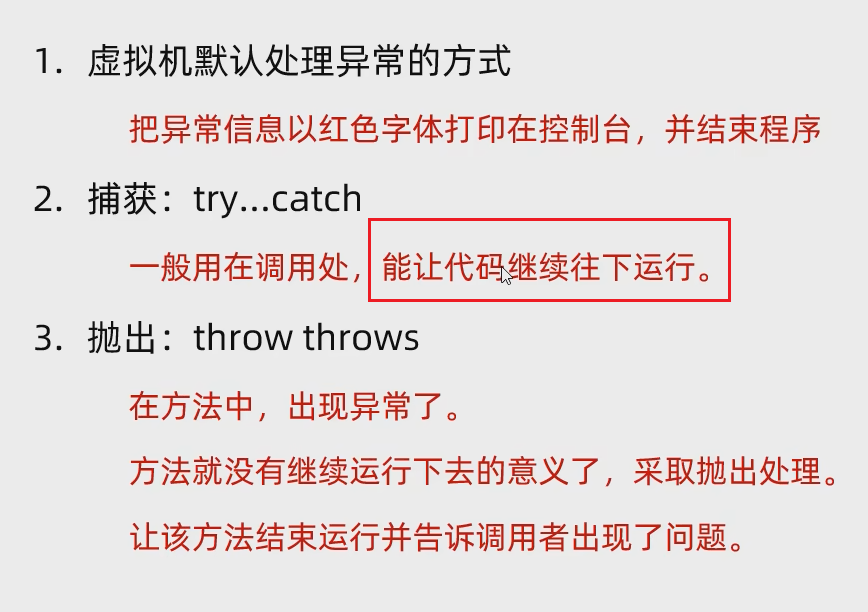 1. 虚拟机默认处理异常的方式
把异常信息以红色字体打印在控制台，并结束程序
2. 捕获：try...catch
一般用在调用处，能让代码继续往下运行。
3. 抛出：throw throws
在方法中，出现异常了。
方法就没有继续运行下去的意义了，采取抛出处理。
让该方法结束运行并告诉调用者出现了问题。